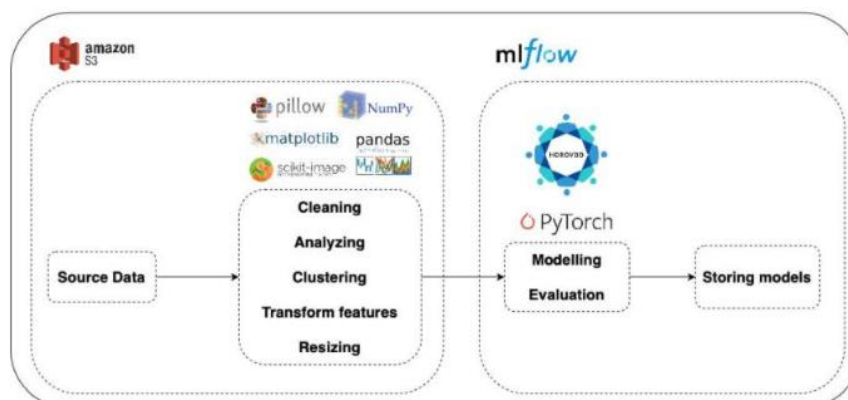 amazon
S3
mlflow
pillow
NumPy
matplotlib
pandas
scikit-image
HOROVOD
PyTorch
Source Data
Cleaning
Analyzing
Clustering
Transform features
Resizing
Modelling
Evaluation
Storing models